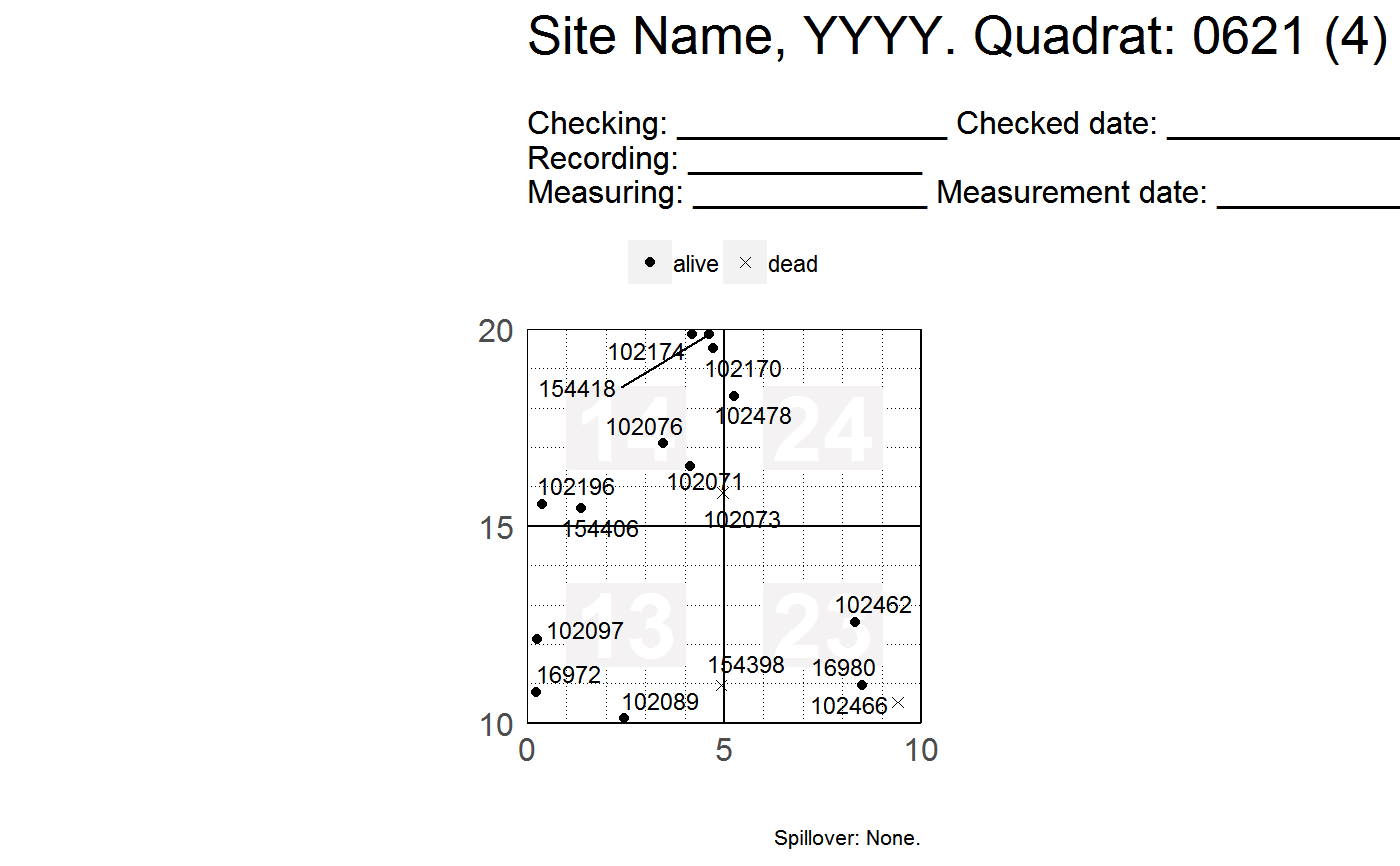 Site Name, YYYY. Quadrat: 0621 (4)
Checking: ________________ Checked date: ______________
Recording: ______________
Measuring: ______________ Measurement date: ___________
alive dead
20
102174
102170
154418
102478
14 24
102076
102071
102196
102073
15
154406
102462
13 23
102097
154398 16980
16972
102089 102466
10
0 5 10
Spillover: None.